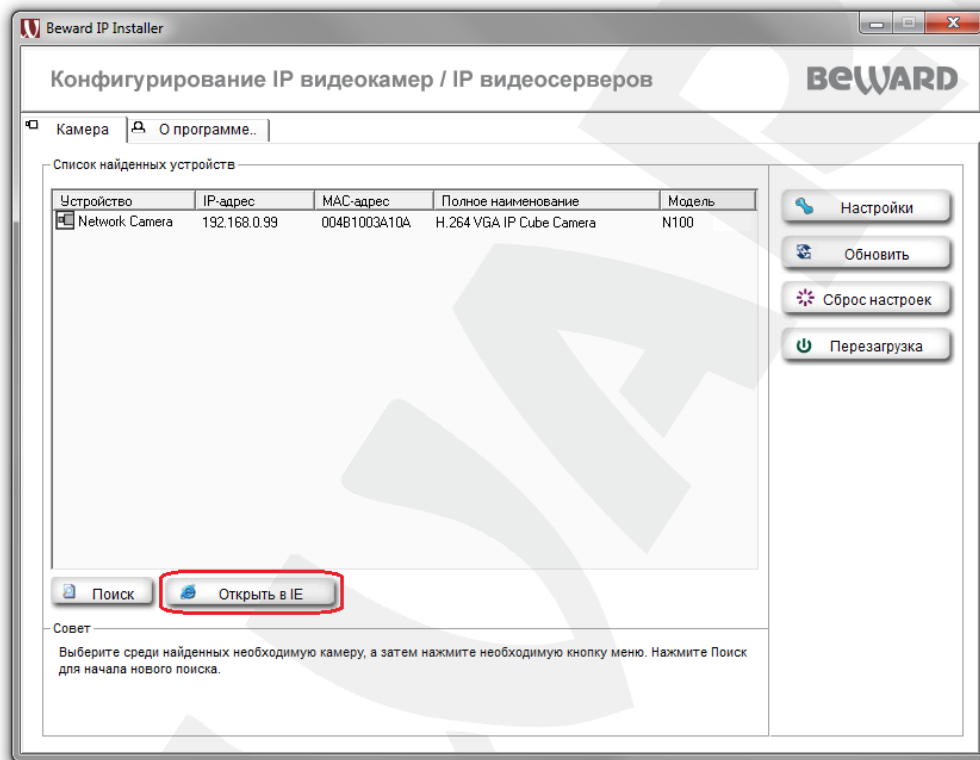 Beward IP Installer
Конфигурирование IP видеокамер / IP видеосерверов
BEWARD
Камера О программе..
Список найденных устройств
Устройство IP-адрес MAC-адрес Полное наименование Модель
Network Camera 192.168.0.99 004B1003A10A H.264 VGA IP Cube Camera N100
Настройки
Обновить
Сброс настроек
Перезагрузка
Поиск Открыть в IE
Совет
Выберите среди найденных необходимую камеру, а затем нажмите необходимую кнопку меню. Нажмите Поиск
для начала нового поиска.